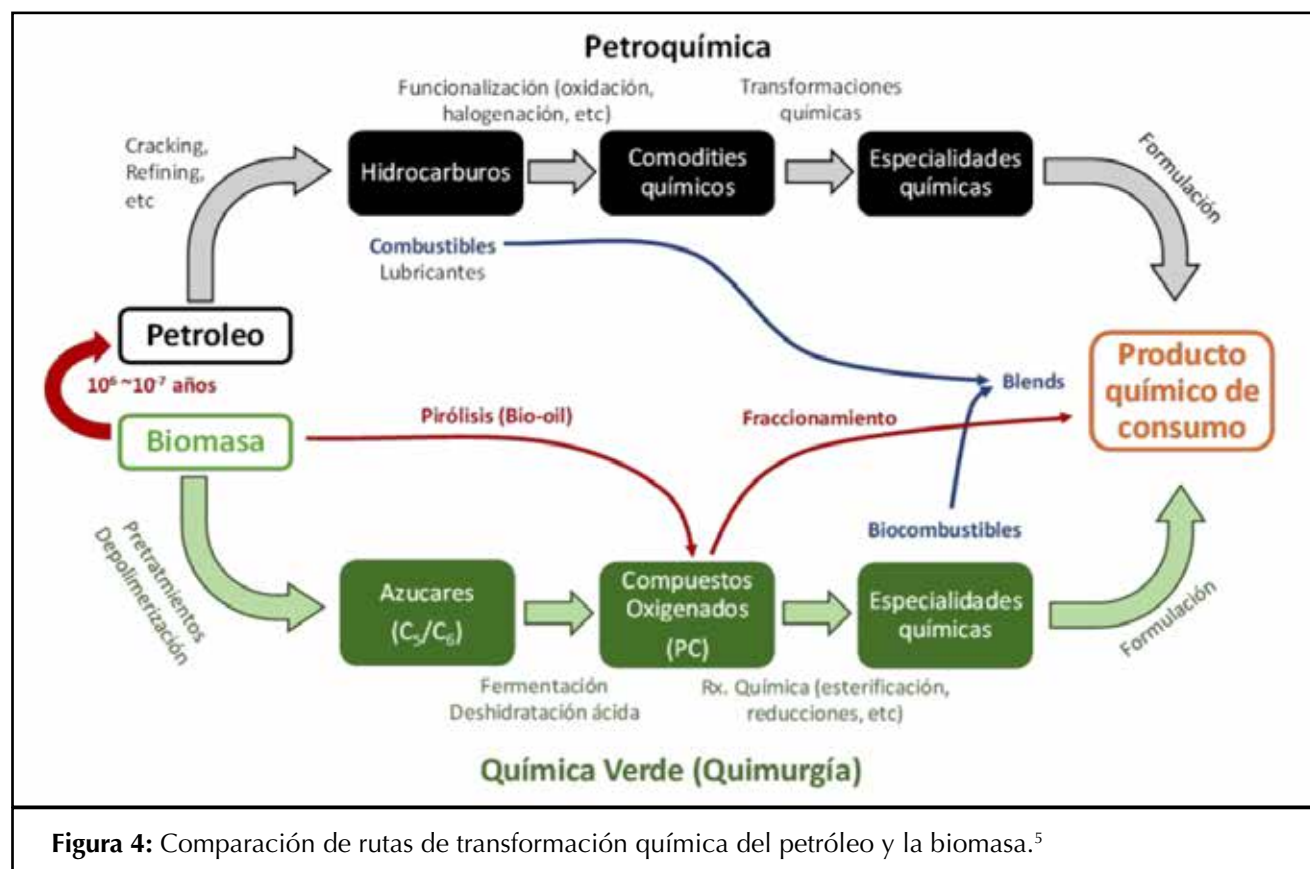 Petroquímica
Funcionalización (oxidación,
halogenación, etc)
Transformaciones
químicas
Cracking,
Refining,
etc
Hidrocarburos
Comodities
químicos
Especialidades
químicas
Formulación
Combustibles
Lubricantes
Petroleo
10⁶ ~10⁻⁷ años
Biomasa
Pirólisis (Bio-oil)
Fraccionamiento
Blends
Producto
químico de
consumo
Biocombustibles
Pretratmientos
Depolimerización
Azucares
(C₅/C₆)
Compuestos
Oxigenados
(PC)
Especialidades
químicas
Formulación
Fermentación
Deshidratación ácida
Rx. Química (esterificación,
reducciones, etc)
Química Verde (Quimurgía)
Figura 4: Comparación de rutas de transformación química del petróleo y la biomasa.⁵